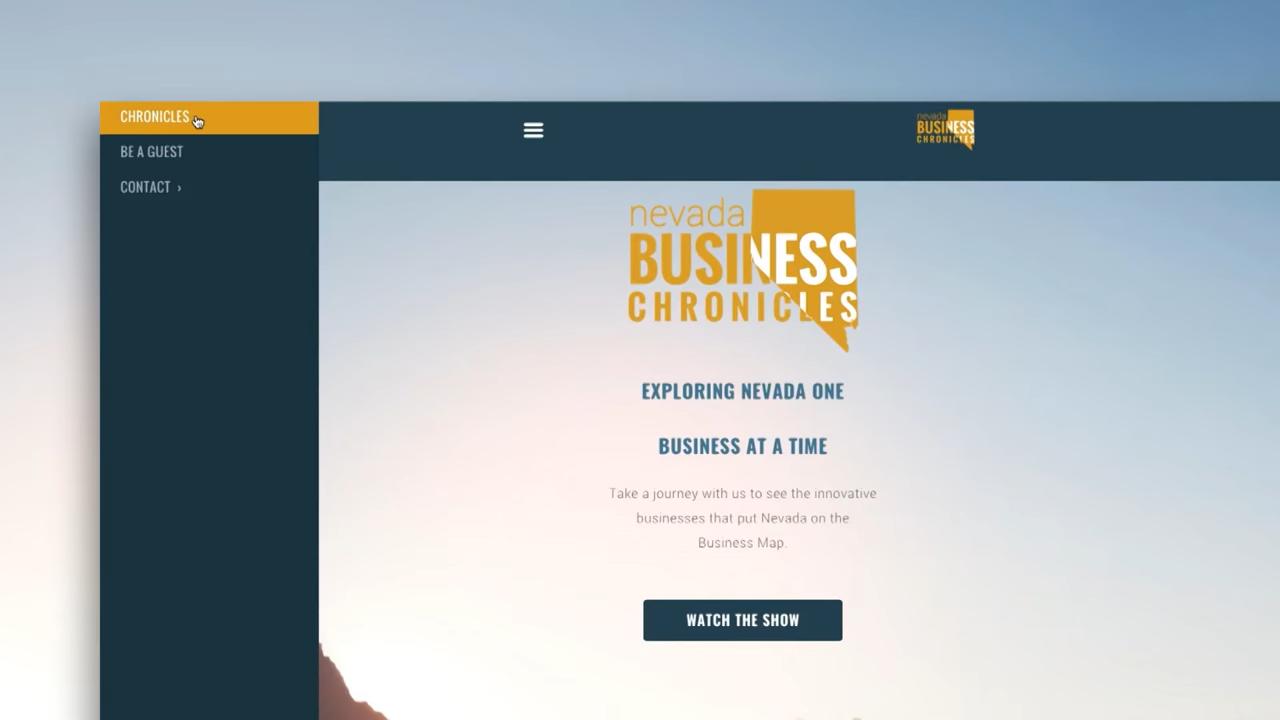 CHRONICLES
BE A GUEST
CONTACT ›
nevada
BUSINESS
CHRONICLES
nevada
BUSINESS
CHRONICLES
EXPLORING NEVADA ONE
BUSINESS AT A TIME
Take a journey with us to see the innovative
businesses that put Nevada on the
Business Map.
WATCH THE SHOW